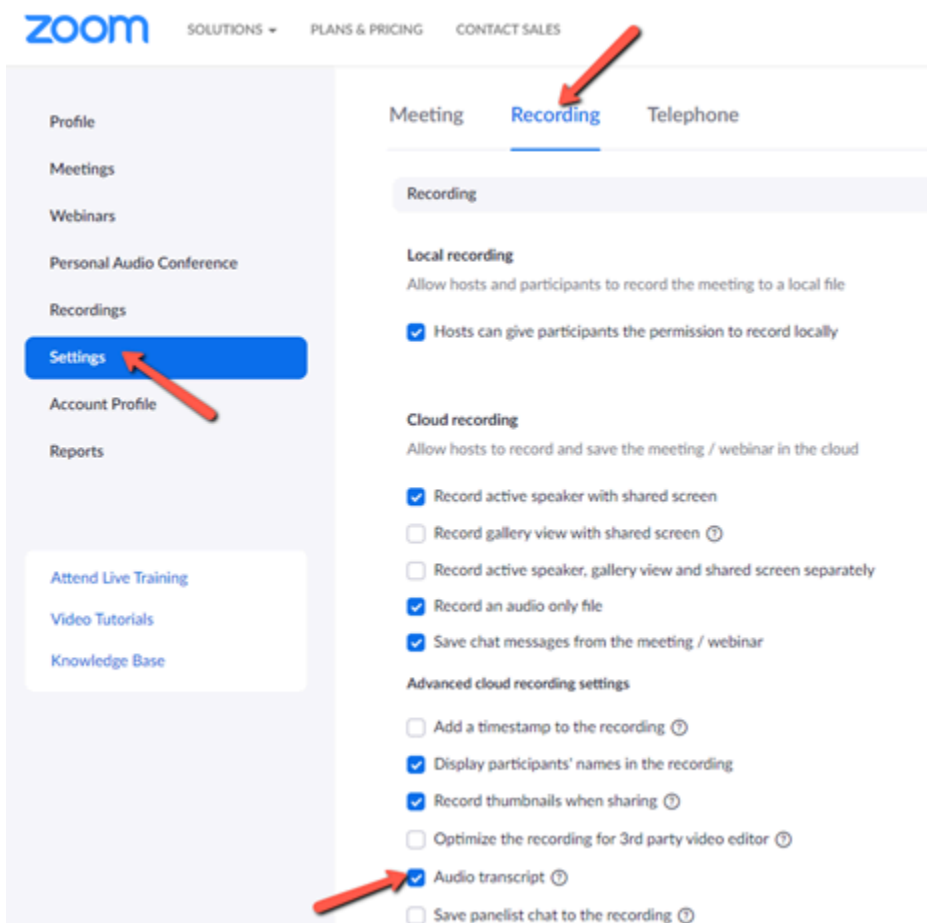 zoom SOLUTIONS PLANS & PRICING CONTACT SALES
Profile
Meetings
Webinars
Personal Audio Conference
Recordings
Settings
Account Profile
Reports
Attend Live Training
Video Tutorials
Knowledge Base
Meeting Recording Telephone
Recording
Local recording
Allow hosts and participants to record the meeting to a local file
Hosts can give participants the permission to record locally
Cloud recording
Allow hosts to record and save the meeting / webinar in the cloud
Record active speaker with shared screen
Record gallery view with shared screen
Record active speaker, gallery view and shared screen separately
Record an audio only file
Save chat messages from the meeting / webinar
Advanced cloud recording settings
Add a timestamp to the recording
Display participants' names in the recording
Record thumbnails when sharing
Optimize the recording for 3rd party video editor
Audio transcript
Save panelist chat to the recording